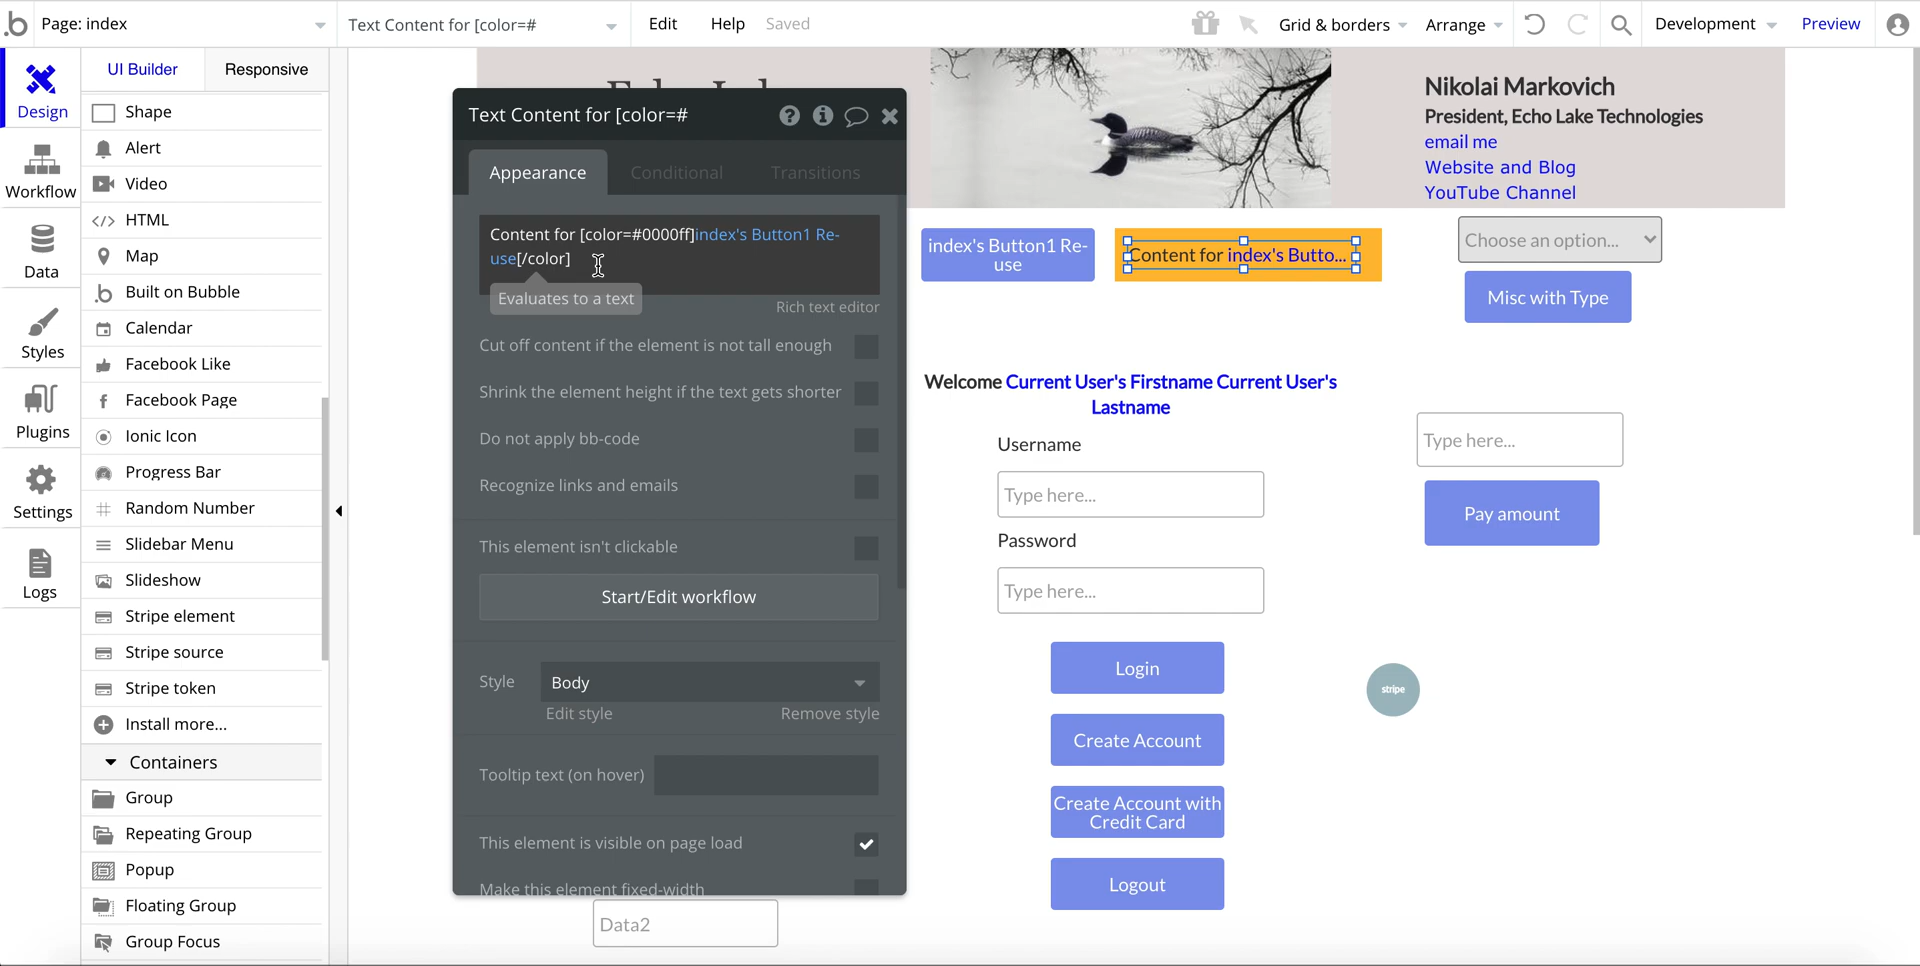 b Page: index
Text Content for [color=#
Edit
Help
Saved
Grid & borders
Arrange
Development
Preview
UI Builder
Responsive
Design
Workflow
Data
Styles
Plugins
Settings
Logs
Shape
Alert
Video
</> HTML
Map
b Built on Bubble
Calendar
Facebook Like
f Facebook Page
Ionic Icon
Progress Bar
Random Number
Slidebar Menu
Slideshow
Stripe element
Stripe source
Stripe token
Install more...
Containers
Group
Repeating Group
Popup
Floating Group
Group Focus
Text Content for [color=#
Appearance
Conditional
Transitions
Content for [color=#0000ff]index's Button1 Re-
use[/color]
Evaluates to a text
Rich text editor
Cut off content if the element is not tall enough
Shrink the element height if the text gets shorter
Do not apply bb-code
Recognize links and emails
This element isn't clickable
Start/Edit workflow
Style
Body
Edit style
Remove style
Tooltip text (on hover)
This element is visible on page load
Make this element fixed-width
Data2
Nikolai Markovich
President, Echo Lake Technologies
email me
Website and Blog
YouTube Channel
index's Button1 Re-
use
Content for index's Butto...
Choose an option...
Misc with Type
Welcome Current User's Firstname Current User's
Lastname
Username
Type here...
Password
Type here...
Type here...
Pay amount
Login
Create Account
Create Account with
Credit Card
Logout
stripe